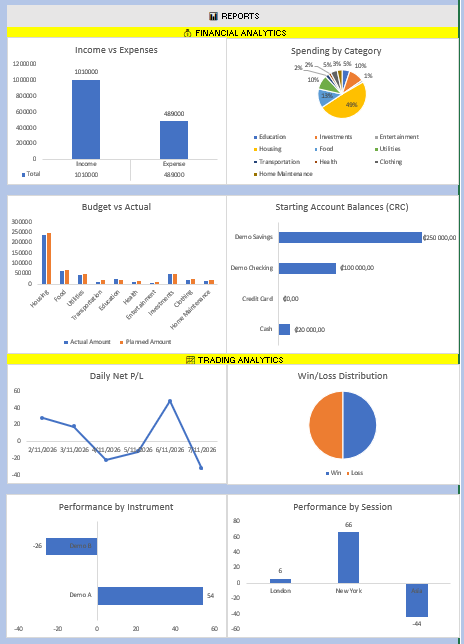 REPORTS
FINANCIAL ANALYTICS
Income vs Expenses
1200000
1000000
800000
600000
400000
200000
0
1010000
489000
Income
Expense
Total
1010000
489000
Spending by Category
2%
2%
5%
3%
5%
10%
1%
10%
13%
49%
Education
Investments
Entertainment
Housing
Food
Utilities
Transportation
Health
Clothing
Home Maintenance
Budget vs Actual
300000
250000
200000
150000
100000
50000
0
Housing
Food
Utilities
Transportation
Education
Health
Entertainment
Investments
Clothing
Home Maintenance
Actual Amount
Planned Amount
Starting Account Balances (CRC)
Demo Savings
₡250 000,00
Demo Checking
₡100 000,00
Credit Card
₡0,00
Cash
₡20 000,00
TRADING ANALYTICS
Daily Net P/L
60
40
20
0
-20
-40
2/11/2026
3/11/2026
4/11/2026
5/11/2026
6/11/2026
7/11/2026
Win/Loss Distribution
Win
Loss
Performance by Instrument
-26
Demo B
Demo A
54
-40
-20
0
20
40
60
Performance by Session
80
60
40
20
0
-20
-40
-60
6
London
66
New York
Asia
-44